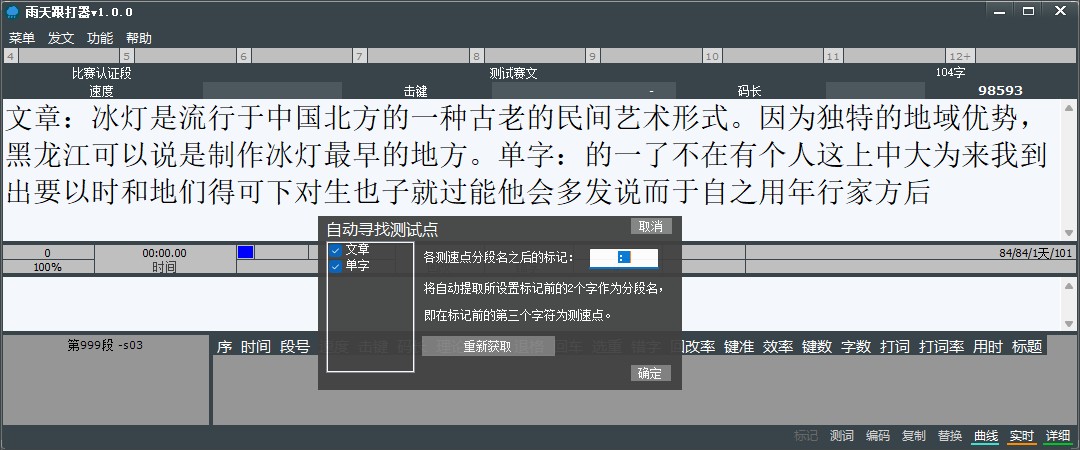 雨天跟打器v1.0.0
菜单 发文 功能 帮助
4 5 6 7 8 9 10 11 12+
比赛认证段 测试赛文 104字
速度 击键 - 码长 98593
文章：冰灯是流行于中国北方的一种古老的民间艺术形式。因为独特的地域优势，
黑龙江可以说是制作冰灯最早的地方。单字：的一了不在有个人这上中大为来我到
出要以时和地们得可下对生也子就过能他会多发说而于自之用年行家方后
自动寻找测试点 取消
文章
单字
各测速点分段名之后的标记： ：
将自动提取所设置标记前的2个字作为分段名，
即在标记前的第三个字符为测速点。
重新获取
确定
0 00:00.00 84/84/1天/101
100% 时间
第999段 -s03
序 时间 段号 速度 击键 回车 选重 错字 回改率 键准 效率 键数 字数 打词 打词率 用时 标题
标记 测词 编码 复制 替换 曲线 实时 详细